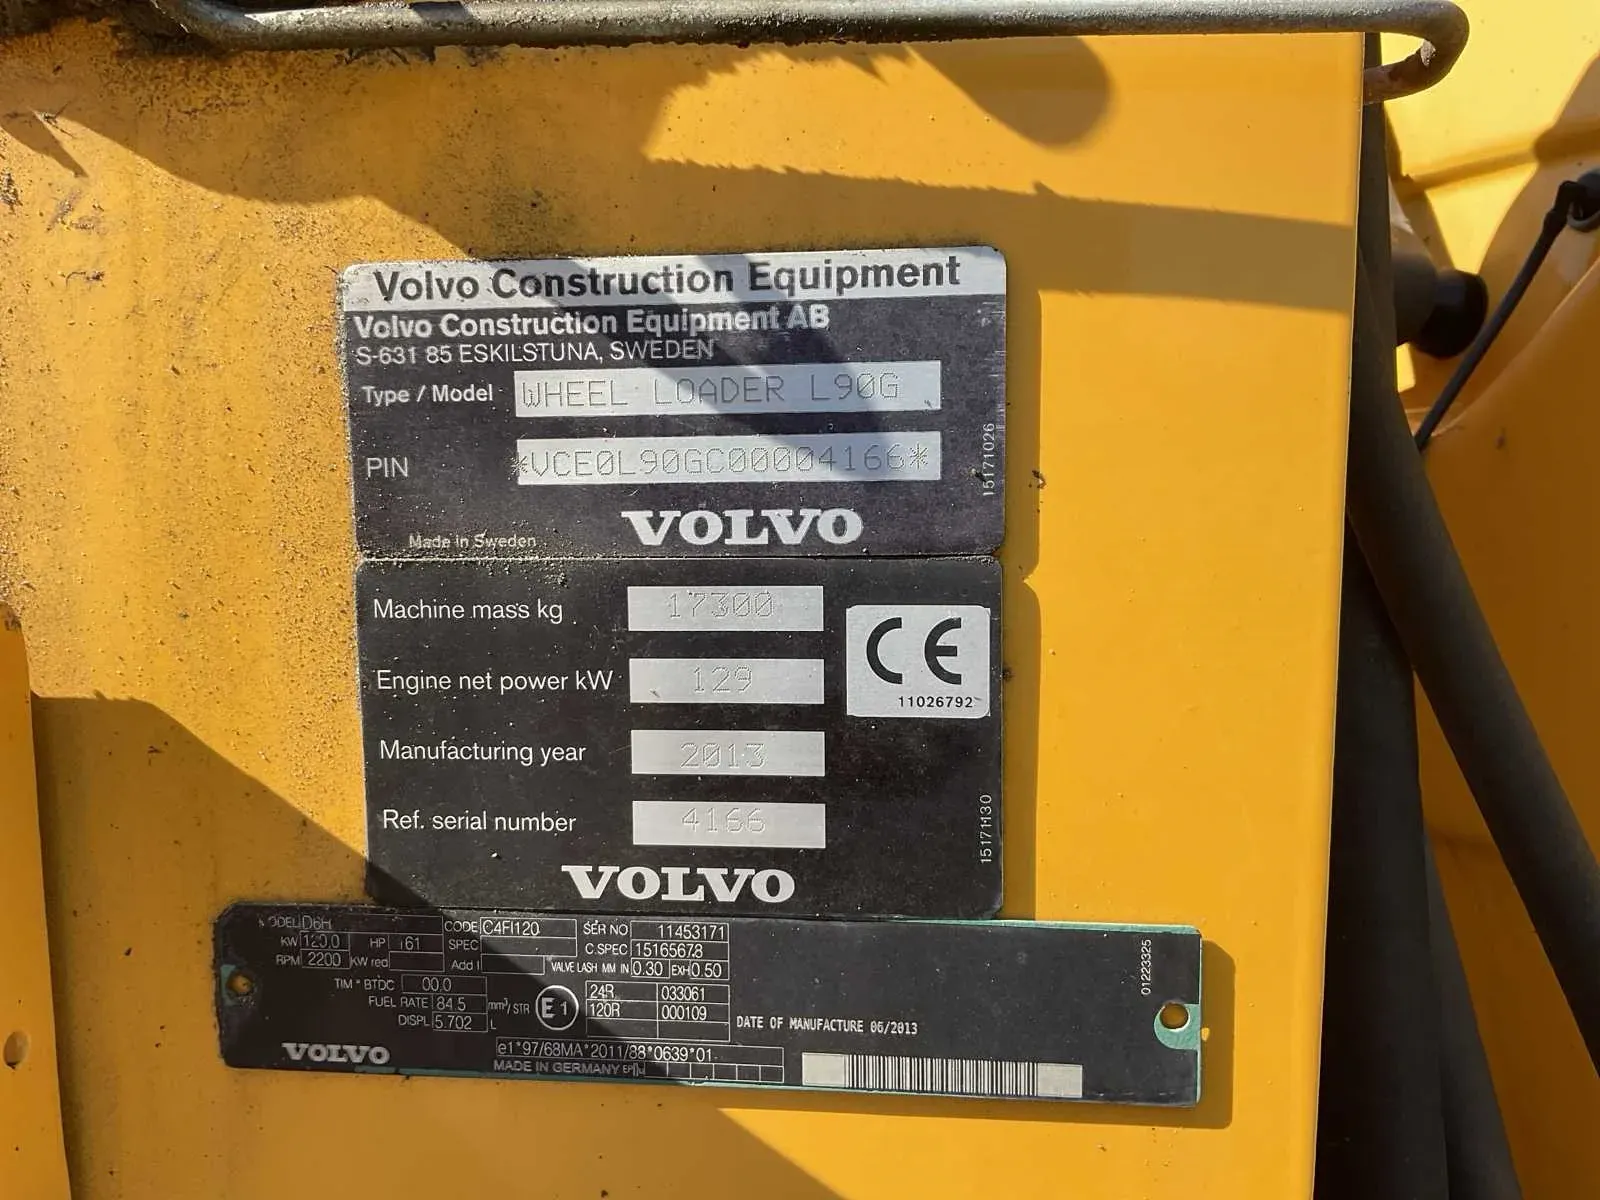 Volvo Construction Equipment
Volvo Construction Equipment AB
S-631 85 ESKILSTUNA, SWEDEN
Type / Model WHEEL LOADER L90G
PIN *VCE0L90GC00004166*
15171026
Made in Sweden VOLVO
Machine mass kg 17300
CE
11026792
Engine net power kW 129
Manufacturing year 2013
Ref. serial number 4166
15171130
VOLVO
MODEL D6H CODE C4FI120 SER NO 11453171
KW 120.0 HP 161 SPEC C.SPEC 15165678
RPM 2200 KW red Add I VALVE LASH MM IN 0.30 EXH 0.50
TIM° BTDC 00.0 24R 033061
FUEL RATE 84.5 mm³/STR E1 120R 000109
DISPL 5.702 L
DATE OF MANUFACTURE 06/2013
01223325
VOLVO e1*97/68MA*2011/88*0639*01
MADE IN GERMANY